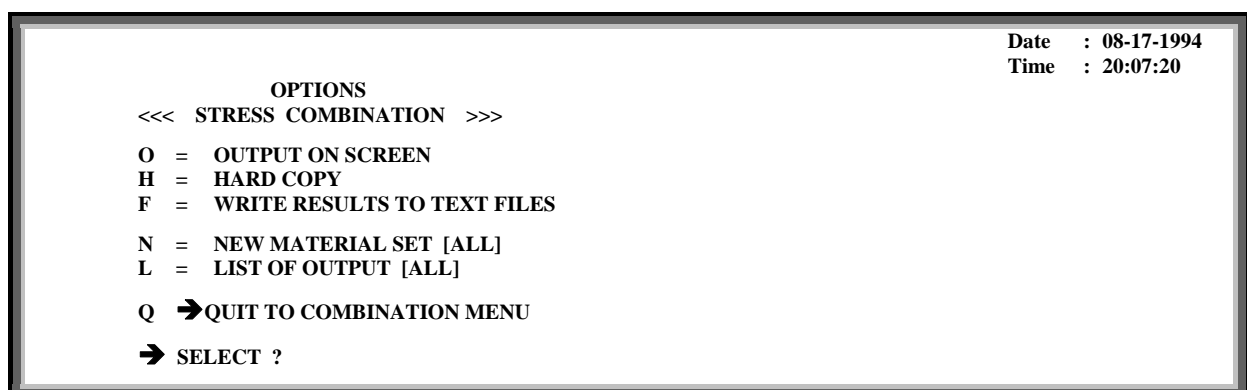 Date : 08-17-1994
Time : 20:07:20
OPTIONS
<<< STRESS COMBINATION >>>
O = OUTPUT ON SCREEN
H = HARD COPY
F = WRITE RESULTS TO TEXT FILES
N = NEW MATERIAL SET [ALL]
L = LIST OF OUTPUT [ALL]
Q ➔QUIT TO COMBINATION MENU
➔ SELECT ?